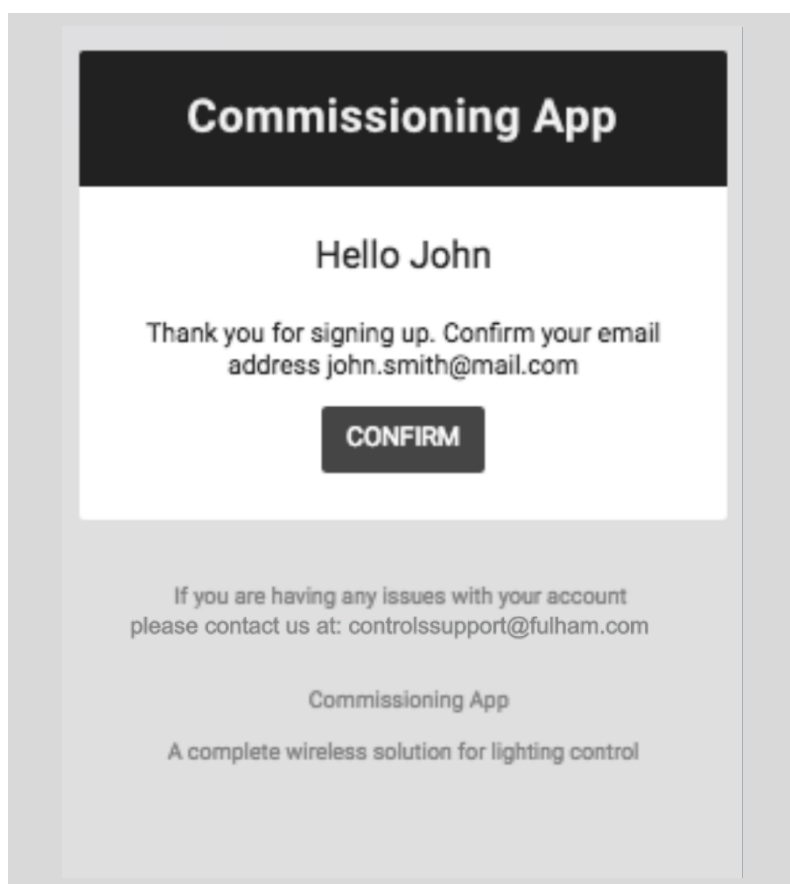 Commissioning App
Hello John
Thank you for signing up. Confirm your email
address john.smith@mail.com
CONFIRM
If you are having any issues with your account
please contact us at: controlssupport@fulham.com
Commissioning App
A complete wireless solution for lighting control